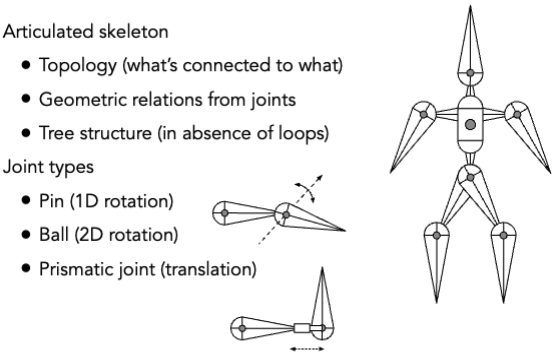 Articulated skeleton
• Topology (what's connected to what)
• Geometric relations from joints
• Tree structure (in absence of loops)
Joint types
• Pin (1D rotation)
• Ball (2D rotation)
• Prismatic joint (translation)